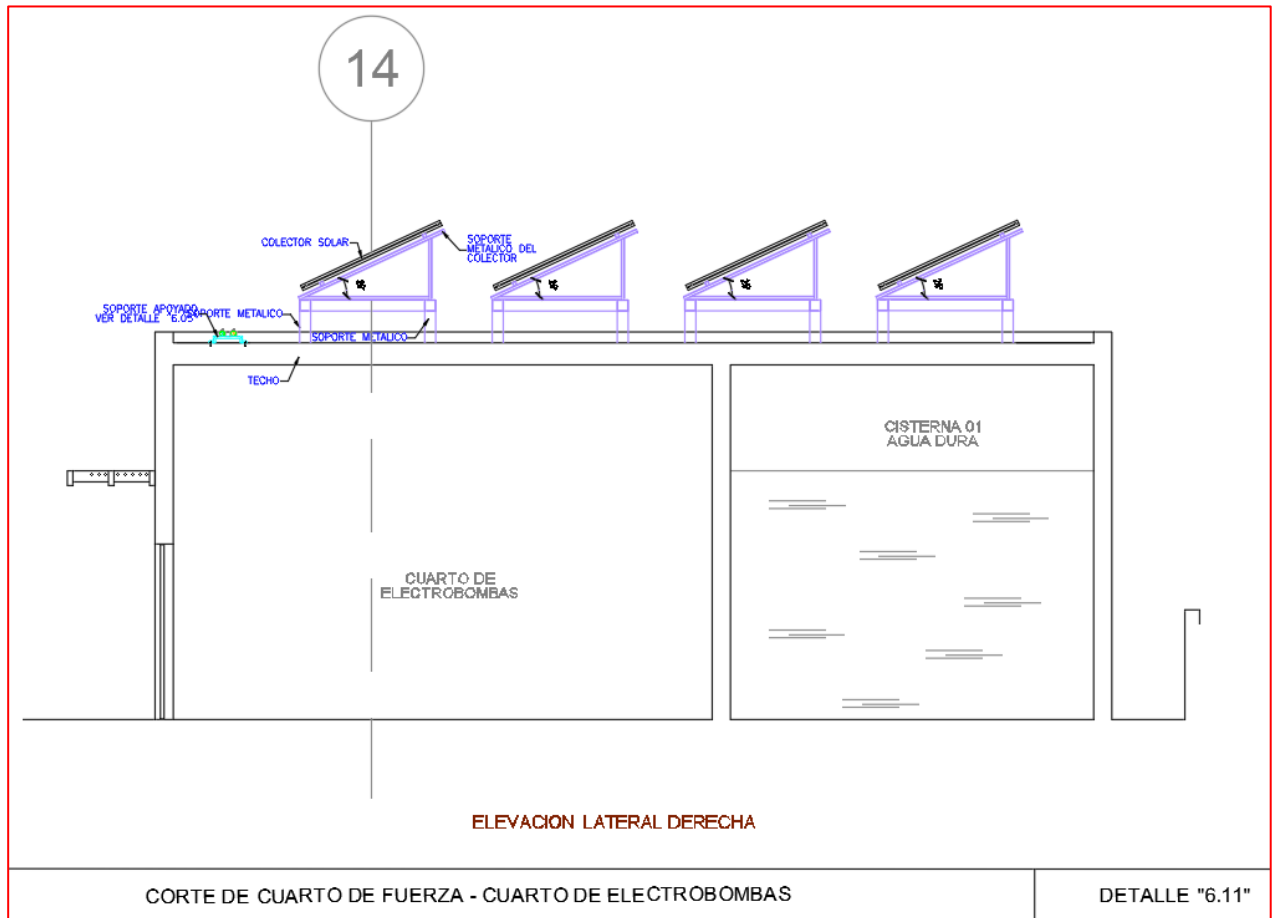 14
COLECTOR SOLAR
SOPORTE
METALICO DEL
COLECTOR
SOPORTE APOYADO
VER DETALLE "6.05"
SOPORTE METALICO
SOPORTE METALICO
TECHO
CISTERNA 01
AGUA DURA
CUARTO DE
ELECTROBOMBAS
ELEVACION LATERAL DERECHA
CORTE DE CUARTO DE FUERZA - CUARTO DE ELECTROBOMBAS
DETALLE "6.11"